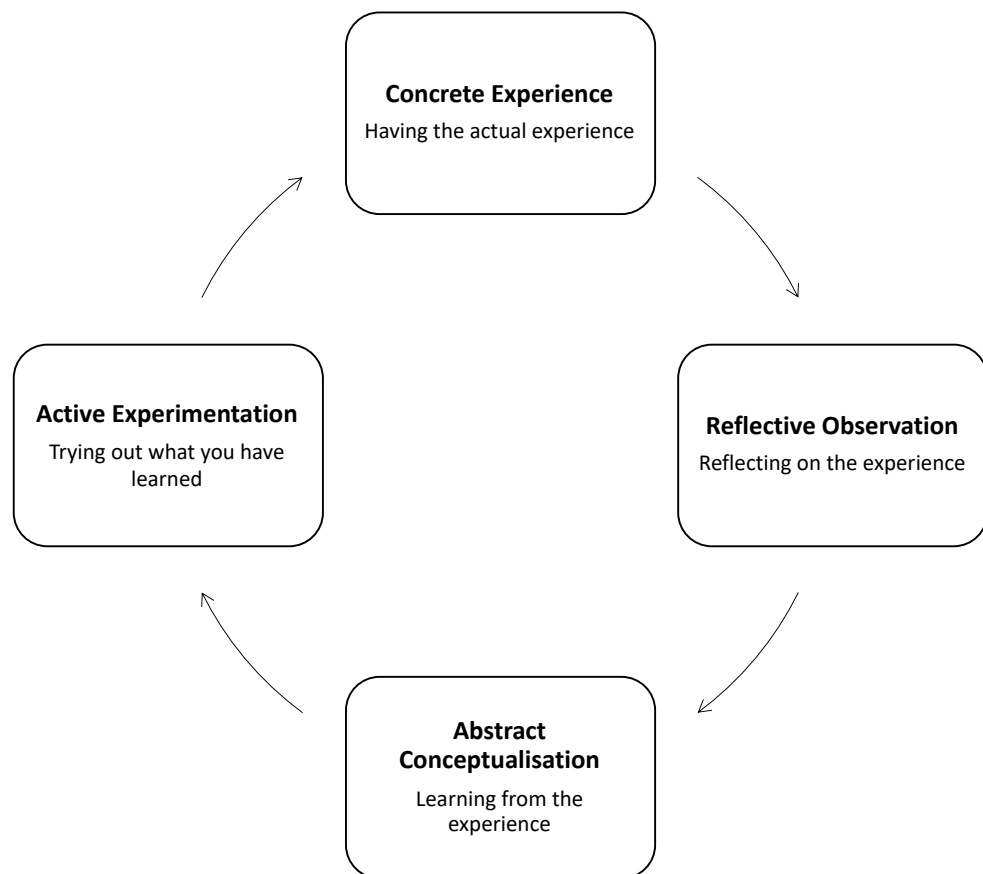 Concrete Experience
Having the actual experience
Reflective Observation
Reflecting on the experience
Abstract
Conceptualisation
Learning from the
experience
Active Experimentation
Trying out what you have
learned